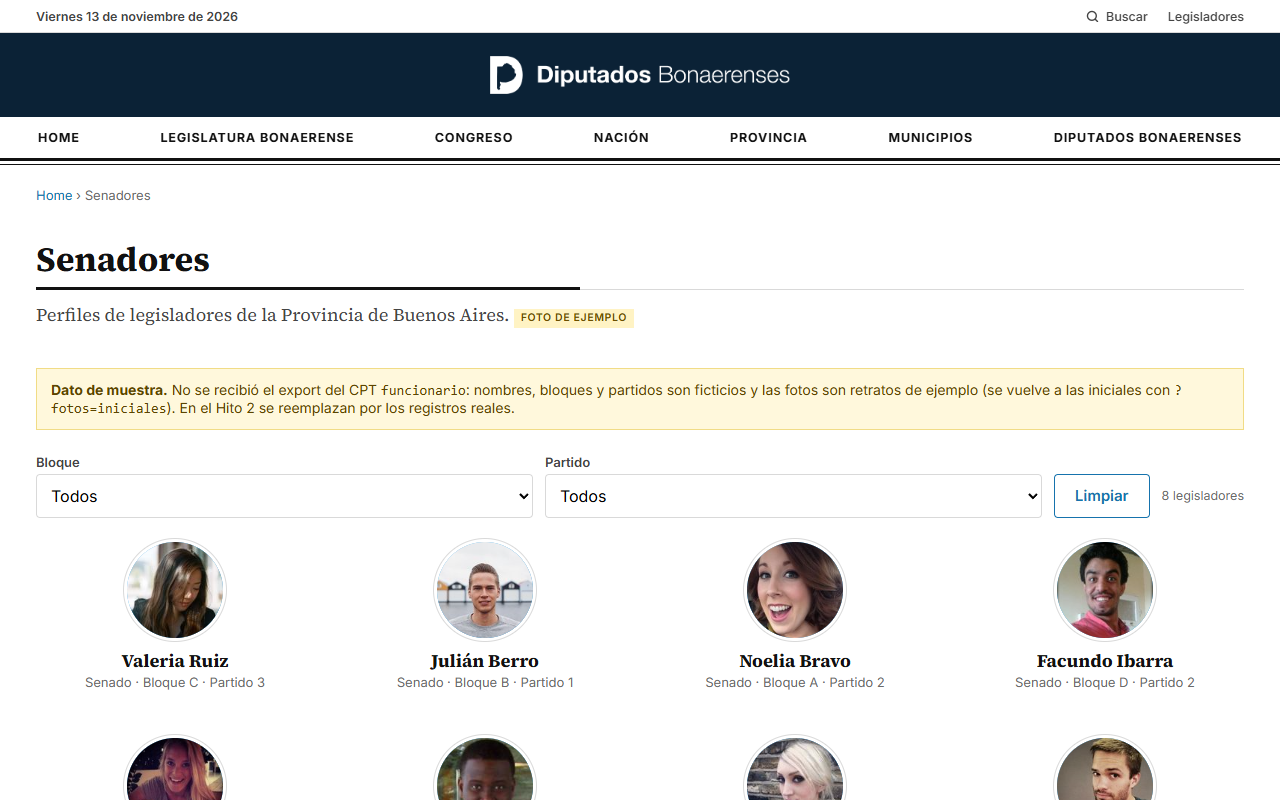 Viernes 13 de noviembre de 2026
Buscar
Legisladores
Diputados Bonaerenses
HOME
LEGISLATURA BONAERENSE
CONGRESO
NACIÓN
PROVINCIA
MUNICIPIOS
DIPUTADOS BONAERENSES
Home › Senadores
Senadores
Perfiles de legisladores de la Provincia de Buenos Aires. FOTO DE EJEMPLO
Dato de muestra. No se recibió el export del CPT funcionario: nombres, bloques y partidos son ficticios y las fotos son retratos de ejemplo (se vuelve a las iniciales con ?
fotos=iniciales). En el Hito 2 se reemplazan por los registros reales.
Bloque
Partido
Todos
Todos
Limpiar
8 legisladores
Valeria Ruiz
Senado · Bloque C · Partido 3
Julián Berro
Senado · Bloque B · Partido 1
Noelia Bravo
Senado · Bloque A · Partido 2
Facundo Ibarra
Senado · Bloque D · Partido 2